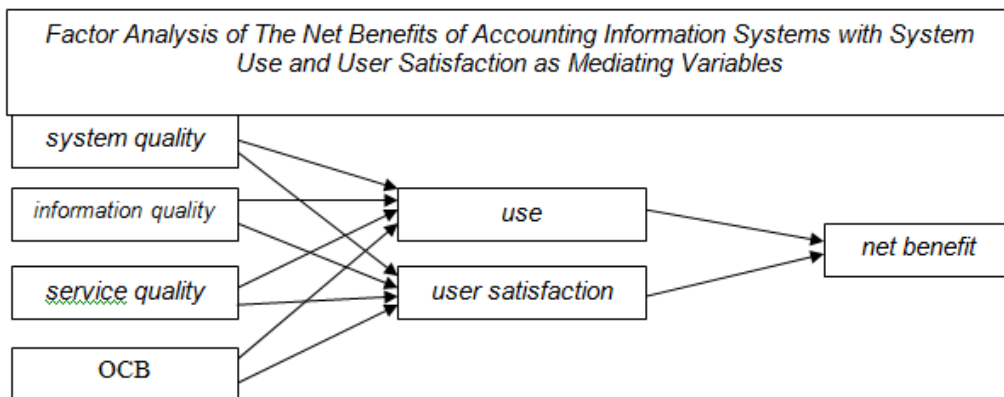 Factor Analysis of The Net Benefits of Accounting Information Systems with System
Use and User Satisfaction as Mediating Variables
system quality
information quality
service quality
OCB
use
user satisfaction
net benefit